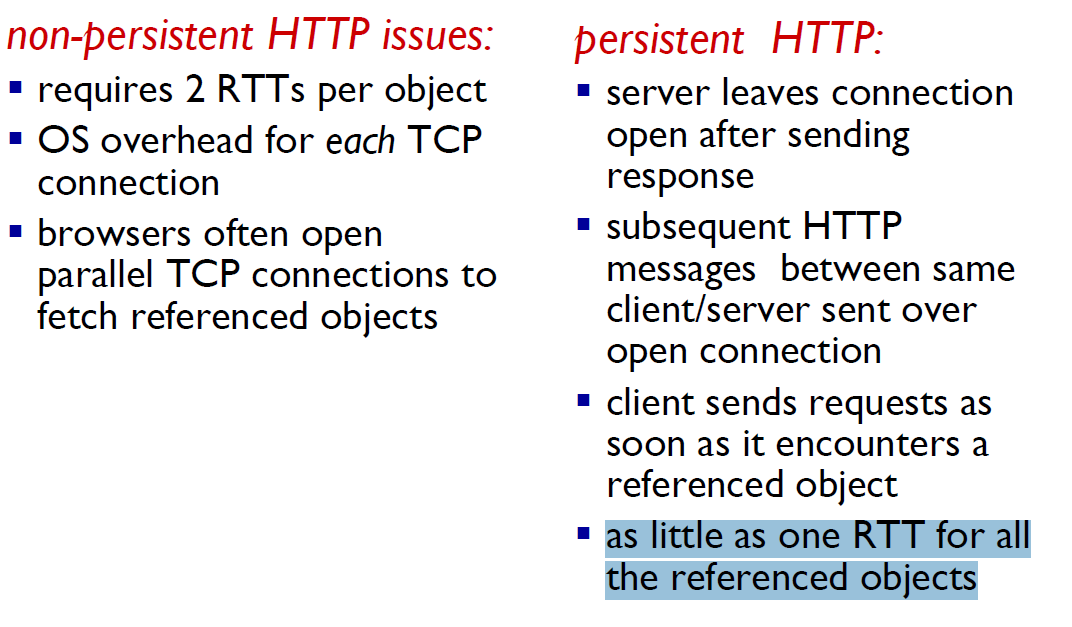 non-persistent HTTP issues:
▪ requires 2 RTTs per object
▪ OS overhead for each TCP
connection
▪ browsers often open
parallel TCP connections to
fetch referenced objects
persistent HTTP:
▪ server leaves connection
open after sending
response
▪ subsequent HTTP
messages between same
client/server sent over
open connection
▪ client sends requests as
soon as it encounters a
referenced object
▪ as little as one RTT for all
the referenced objects